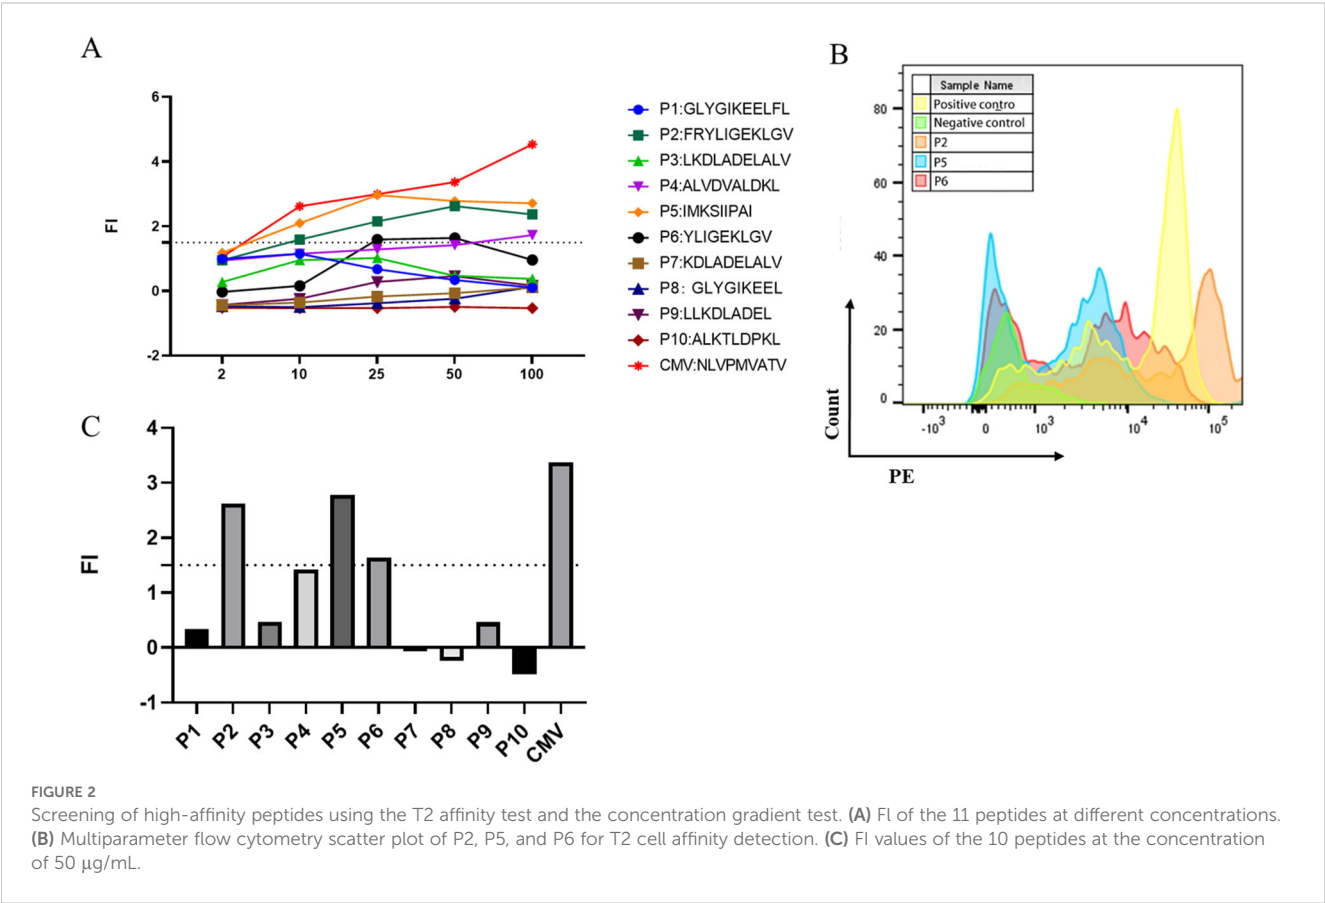 A
FI
6
4
2
0
-2
2
10
25
50
100
P1:GLYGIKEELFL
P2:FRYLIGEKLGV
P3:LKDLADELALV
P4:ALVDVALDKL
P5:IMKSIIPAI
P6:YLIGEKLGV
P7:KDLADELALV
P8: GLYGIKEEL
P9:LLKDLADEL
P10:ALKTLDPKL
CMV:NLVPMVATV
B
Sample Name
Positive contro
Negative control
P2
P5
P6
80
60
40
20
0
-10³
0
10³
10⁴
10⁵
Count
PE
C
FI
4
3
2
1
0
-1
P1
P2
P3
P4
P5
P6
P7
P8
P9
P10
CMV
FIGURE 2
Screening of high-affinity peptides using the T2 affinity test and the concentration gradient test. (A) Fl of the 11 peptides at different concentrations.
(B) Multiparameter flow cytometry scatter plot of P2, P5, and P6 for T2 cell affinity detection. (C) FI values of the 10 peptides at the concentration
of 50 μg/mL.